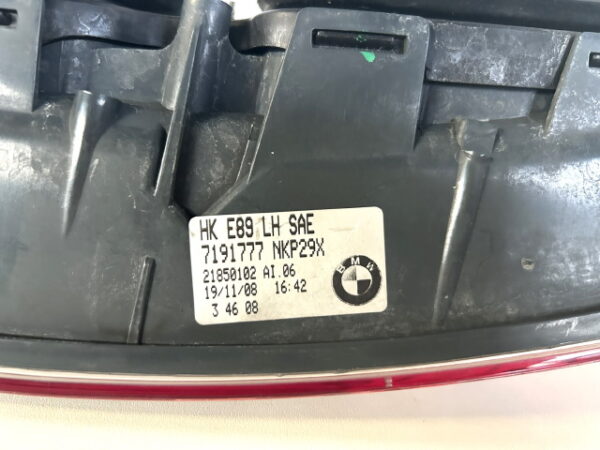 HK E89 LH SAE
7191777 NKP29X
21850102 AI.06
19/11/08 16:42
3 46 08
BMW